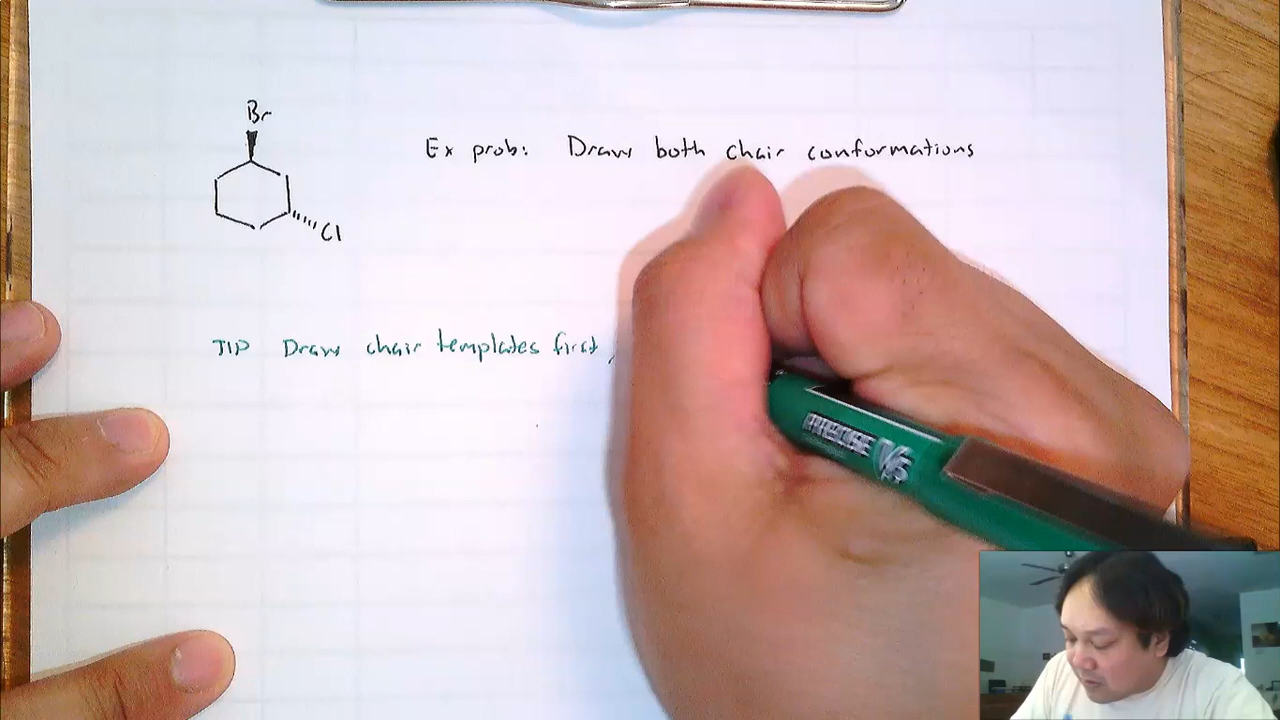 Br
Ex prob: Draw both chair conformations
Cl
TIP Draw chair templates first
PRECISE V5